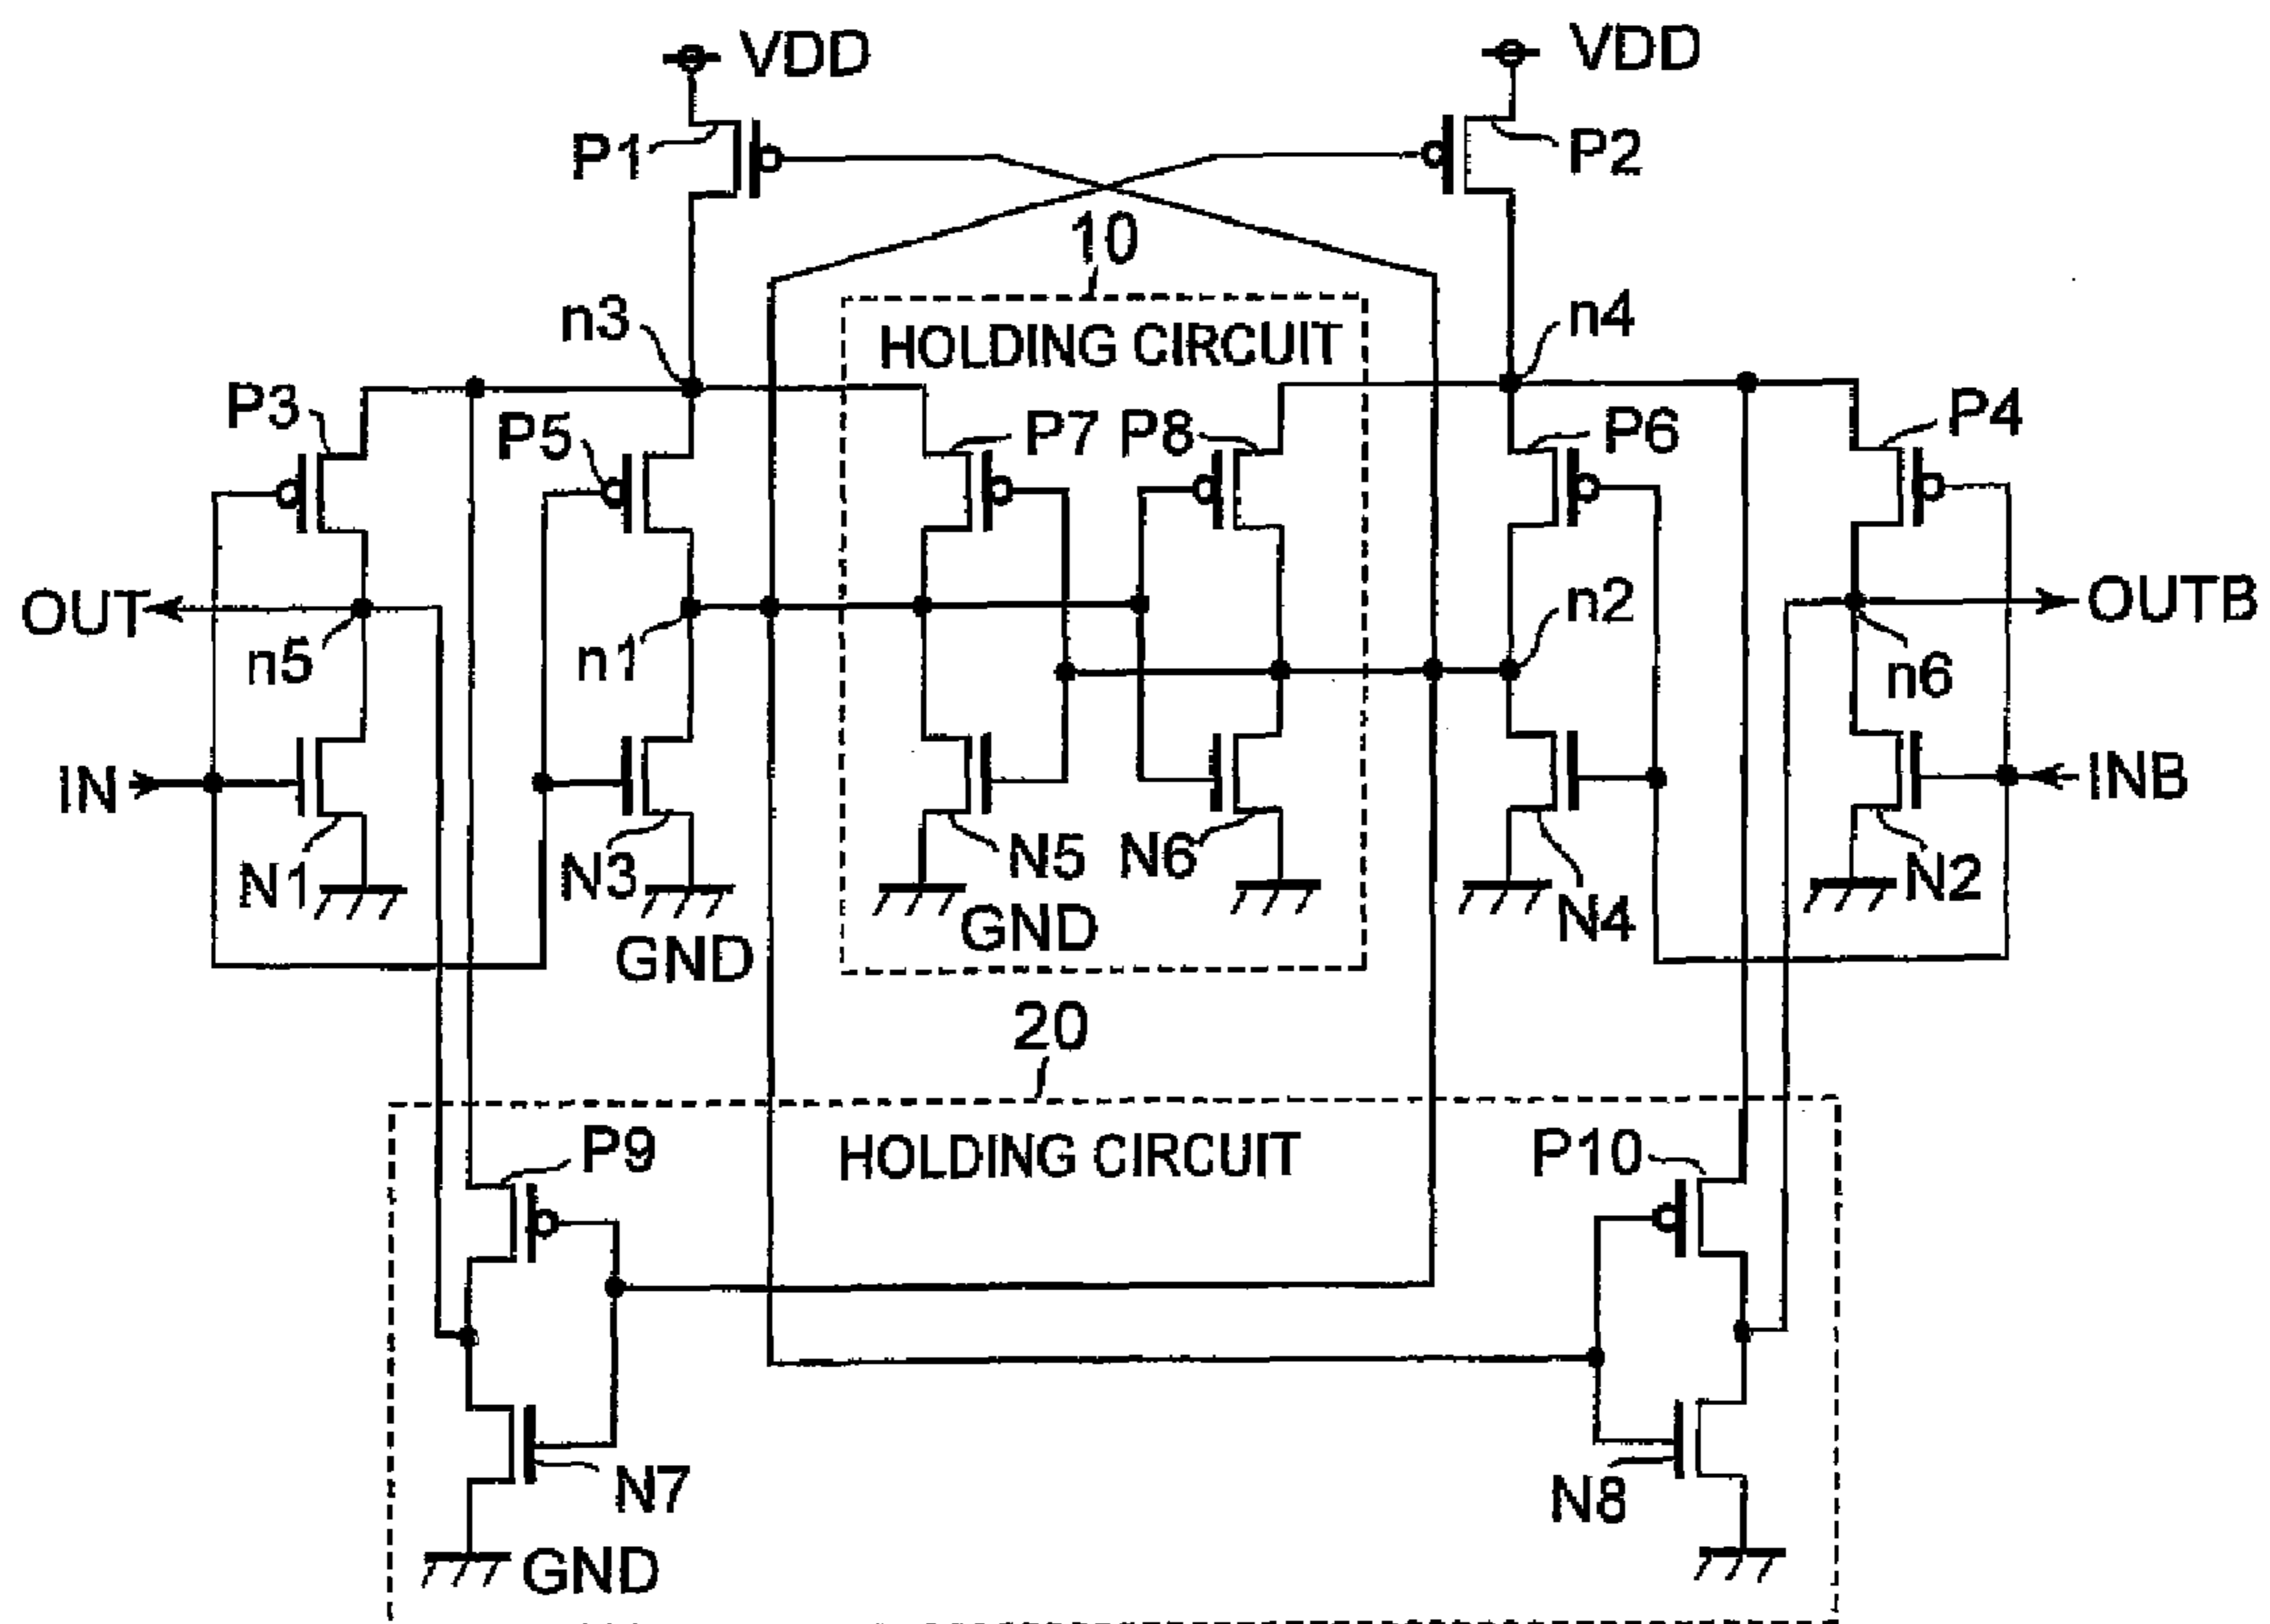 VDD
VDD
P1
P2
10
n3
HOLDING CIRCUIT
n4
P3
P5
P7
P8
P6
P4
OUT
n5
n1
n2
n6
OUTB
IN
INB
N1
N3
N5
N6
N4
N2
GND
GND
20
P9
HOLDING CIRCUIT
P10
N7
N8
GND